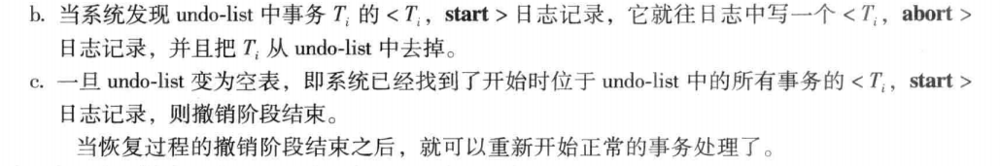 b. 当系统发现 undo-list 中事务 Tᵢ 的 < Tᵢ，start > 日志记录，它就往日志中写一个 < Tᵢ，abort >
日志记录，并且把 Tᵢ 从 undo-list 中去掉。
c. 一旦 undo-list 变为空表，即系统已经找到了开始时位于 undo-list 中的所有事务的 < Tᵢ，start >
日志记录，则撤销阶段结束。
当恢复过程的撤销阶段结束之后，就可以重新开始正常的事务处理了。